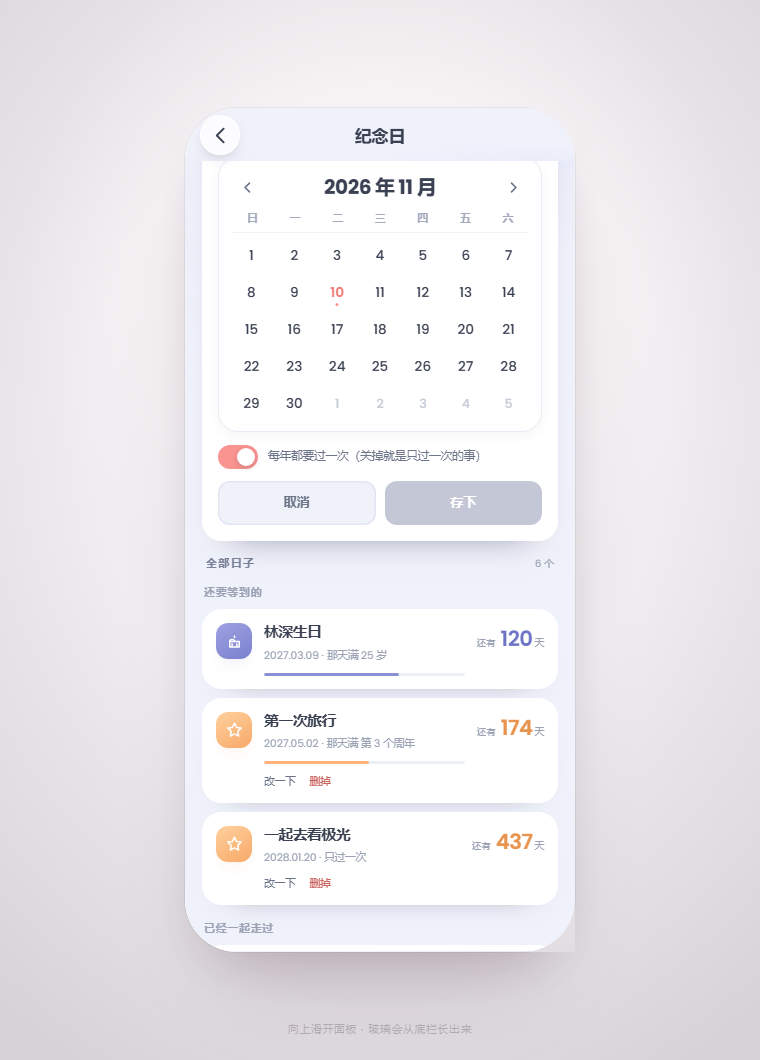 纪念日
2026 年 11 月
日 一 二 三 四 五 六
1 2 3 4 5 6 7
8 9 10 11 12 13 14
15 16 17 18 19 20 21
22 23 24 25 26 27 28
29 30 1 2 3 4 5
每年都要过一次（关掉就是只过一次的事）
取消 存下
全部日子 6 个
还要等到的
林深生日
还有 120 天
2027.03.09 · 那天满 25 岁
第一次旅行
还有 174 天
2027.05.02 · 那天满 第 3 个周年
改一下 删掉
一起去看极光
还有 437 天
2028.01.20 · 只过一次
改一下 删掉
已经一起走过
向上滑开面板 · 玻璃会从底栏长出来